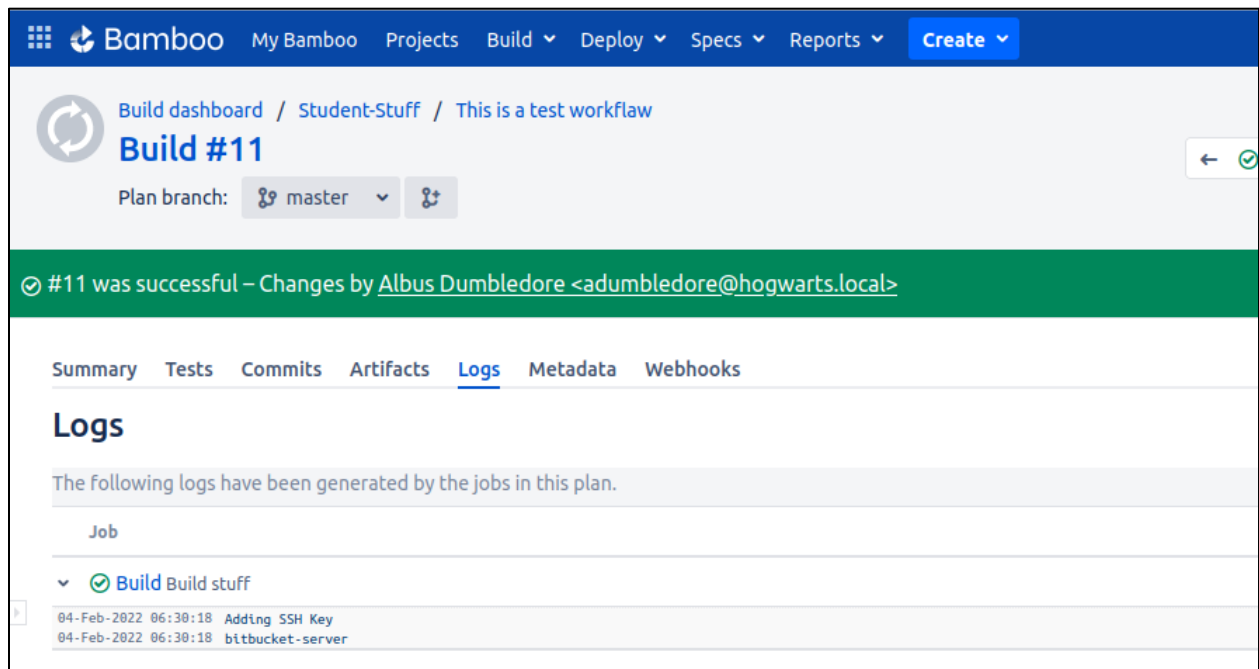 Bamboo My Bamboo Projects Build Deploy Specs Reports Create
Build dashboard / Student-Stuff / This is a test workflaw
Build #11
Plan branch: master
#11 was successful – Changes by Albus Dumbledore <adumbledore@hogwarts.local>
Summary Tests Commits Artifacts Logs Metadata Webhooks
Logs
The following logs have been generated by the jobs in this plan.
Job
Build Build stuff
04-Feb-2022 06:30:18 Adding SSH Key
04-Feb-2022 06:30:18 bitbucket-server